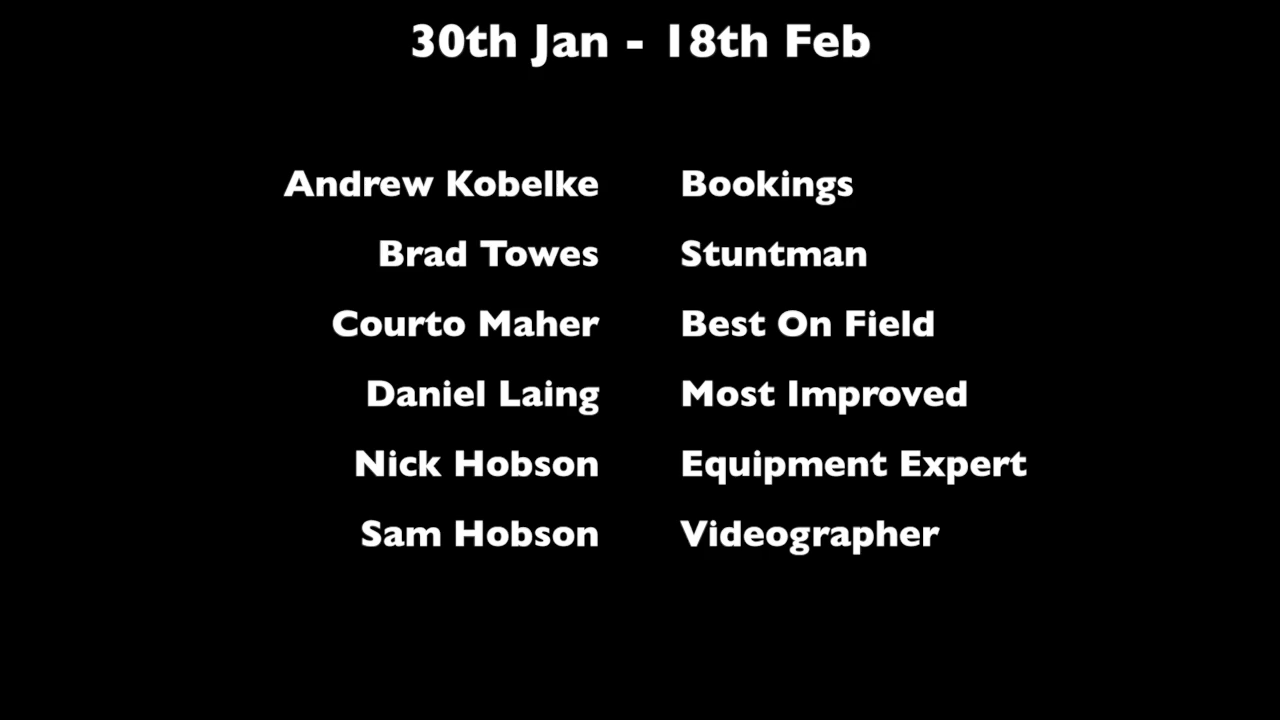 30th Jan - 18th Feb
Andrew Kobelke Bookings
Brad Towes Stuntman
Courto Maher Best On Field
Daniel Laing Most Improved
Nick Hobson Equipment Expert
Sam Hobson Videographer